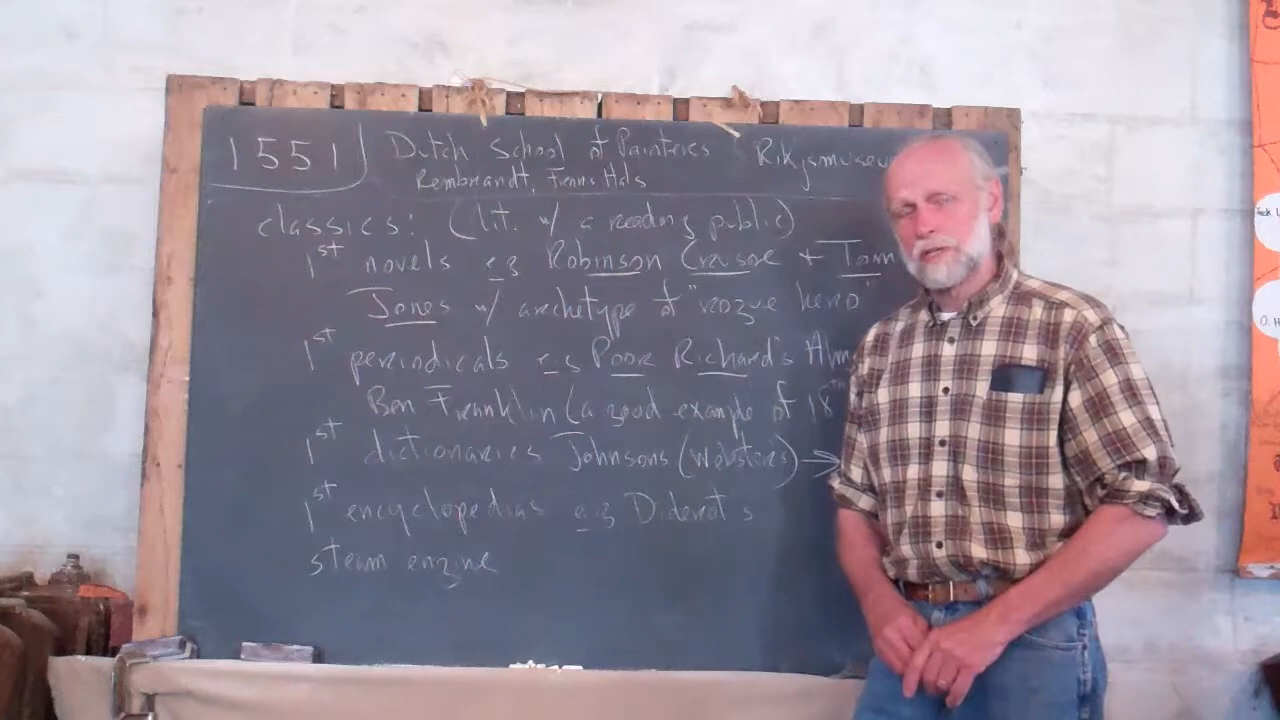 1551 Dutch School of Painters Rikjsmuseu
Rembrandt, Frans Hals
classics: (lit. w/ a reading public)
1st novels e.g Robinson Crusoe + Tom
Jones w/ archetype of "rogue hero"
1st periodicals e.g Poor Richard's Alm
Ben Franklin (a good example of 18th
1st dictionaries Johnsons (Websters) →
1st encyclopedias e.g Diderot's
steam engine
O. H